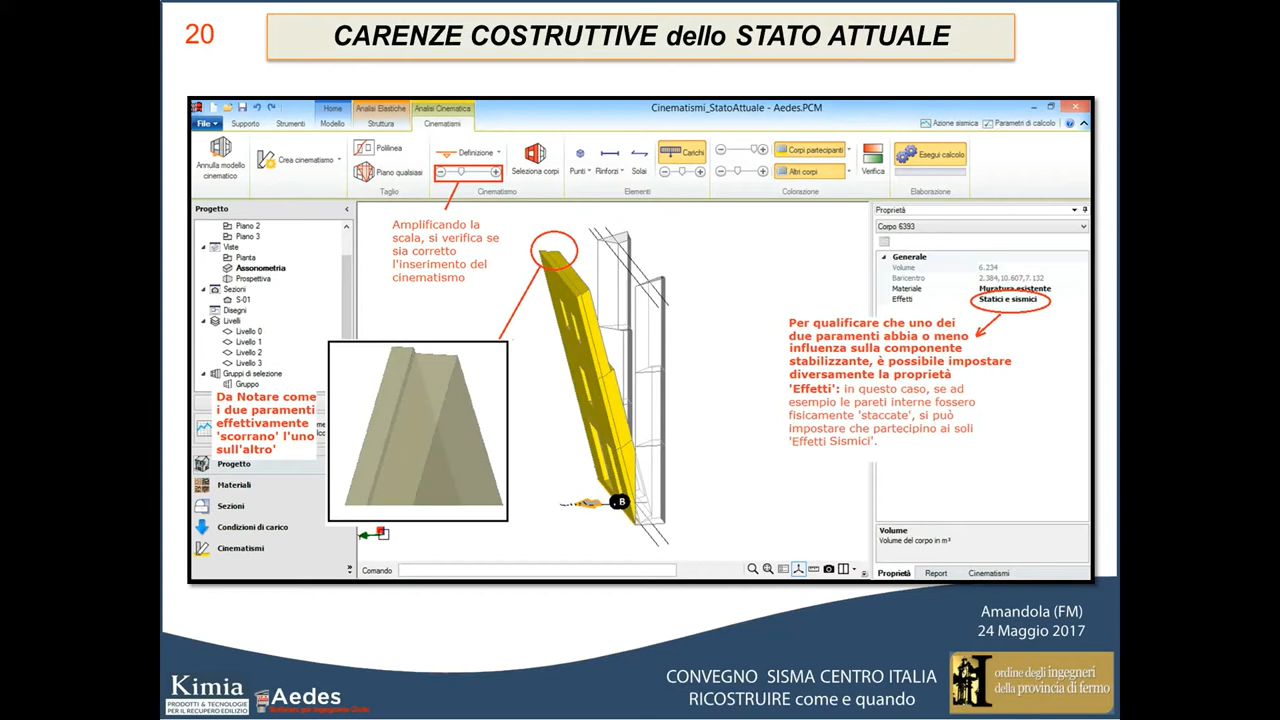 20
CARENZE COSTRUTTIVE dello STATO ATTUALE
Home
Analisi Elastiche
Analisi Cinematica
Cinematismi_StatoAttuale - Aedes.PCM
File
Supporto
Strumenti
Modello
Struttura
Cinematismi
Azione sismica
Parametri di calcolo
Annulla modello
cinematico
Crea cinematismo
Polilinea
Piano qualsiasi
Taglio
Definizione
Cinematismo
Seleziona corpi
Punti
Rinforzi
Solai
Elementi
Carichi
Corpi partecipanti
Altri corpi
Colorazione
Verifica
Esegui calcolo
Elaborazione
Progetto
Piano 2
Piano 3
Viste
Pianta
Assonometria
Prospettiva
Sezioni
S-01
Disegni
Livelli
Livello 0
Livello 1
Livello 2
Livello 3
Gruppi di selezione
Gruppo
Da Notare come
i due paramenti
effettivamente
'scorrano' l'uno
sull'altro'
Progetto
Materiali
Sezioni
Condizioni di carico
Cinematismi
Amplificando la
scala, si verifica se
sia corretto
l'inserimento del
cinematismo
B
Comando
Proprietà
Corpo 6393
Generale
Volume 6.234
Baricentro 2.384,10.607,7.132
Materiale Muratura esistente
Effetti Statici e sismici
Per qualificare che uno dei
due paramenti abbia o meno
influenza sulla componente
stabilizzante, è possibile impostare
diversamente la proprietà
'Effetti': in questo caso, se ad
esempio le pareti interne fossero
fisicamente 'staccate', si può
impostare che partecipino ai soli
'Effetti Sismici'.
Volume
Volume del corpo in m³
Proprietà
Report
Cinematismi
Amandola (FM)
24 Maggio 2017
Kimia
PRODOTTI & TECNOLOGIE
PER IL RECUPERO EDILIZIO
Aedes
Software per Ingegneria Civile
CONVEGNO SISMA CENTRO ITALIA
RICOSTRUIRE come e quando
ordine degli ingegneri
della provincia di fermo